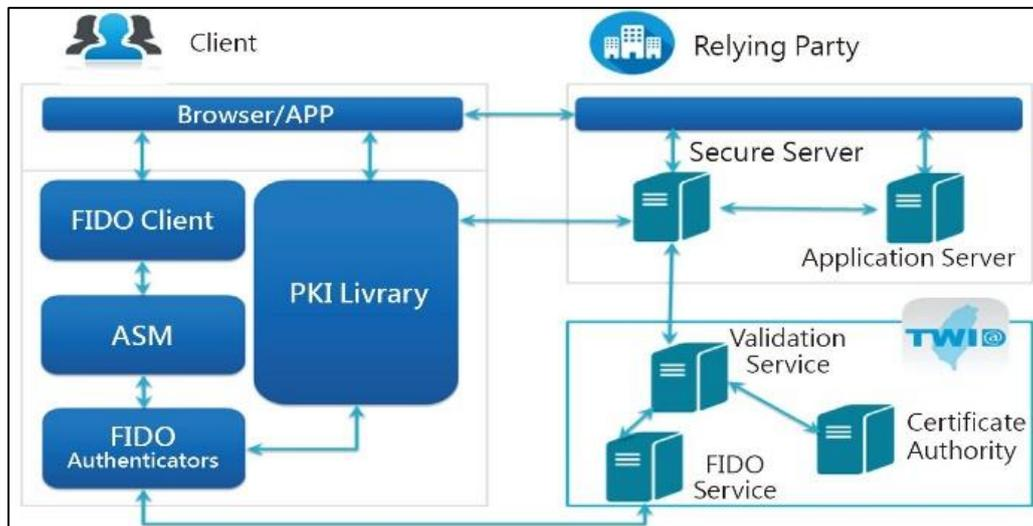 Client
Relying Party
Browser/APP
Secure Server
FIDO Client
PKI Livrary
Application Server
ASM
TWID@
Validation
Service
FIDO
Authenticators
Certificate
Authority
FIDO
Service